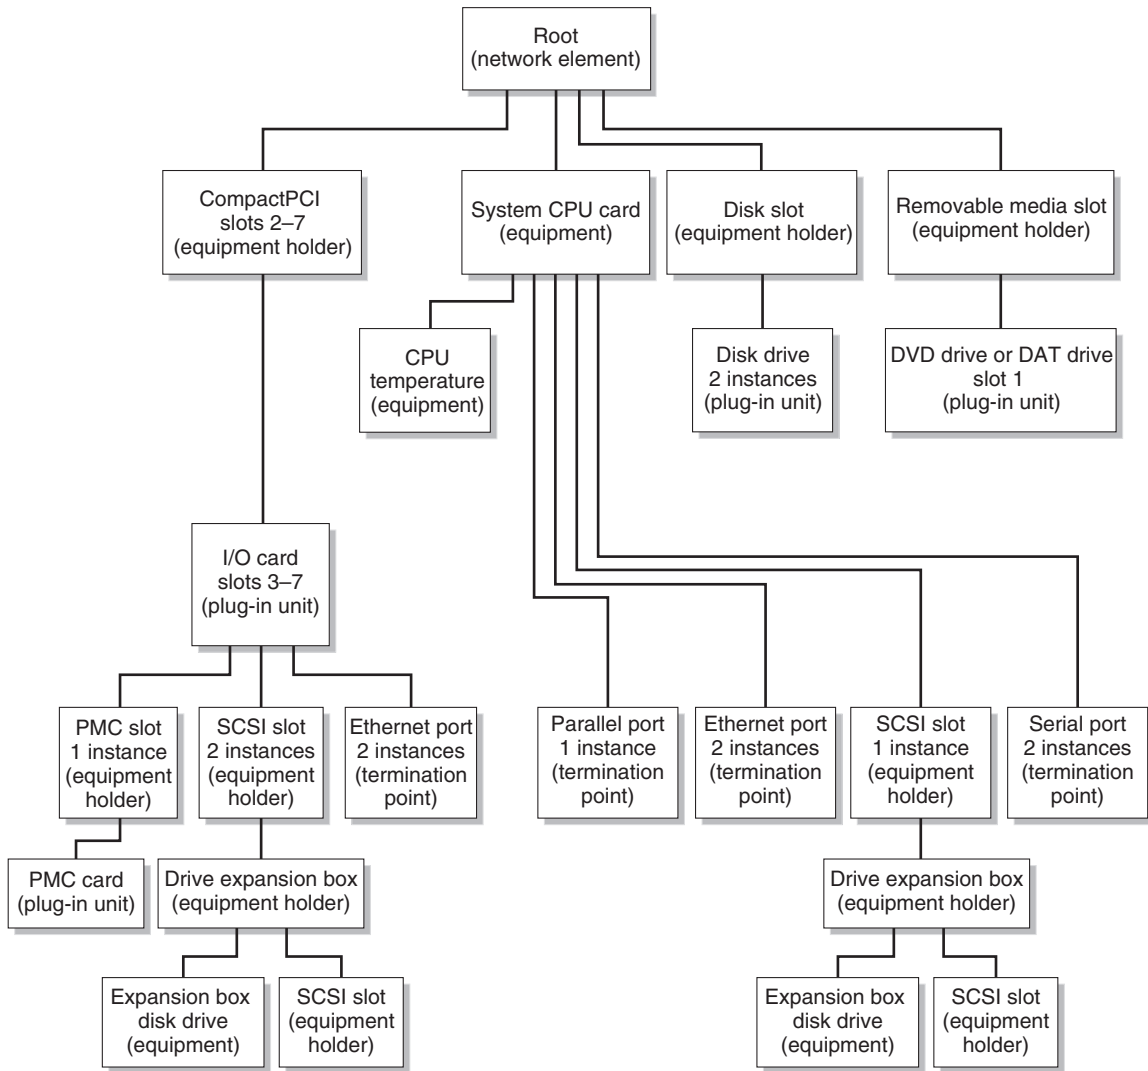 Root
(network element)
CompactPCI
slots 2–7
(equipment holder)
System CPU card
(equipment)
Disk slot
(equipment holder)
Removable media slot
(equipment holder)
CPU
temperature
(equipment)
Disk drive
2 instances
(plug-in unit)
DVD drive or DAT drive
slot 1
(plug-in unit)
I/O card
slots 3–7
(plug-in unit)
PMC slot
1 instance
(equipment
holder)
SCSI slot
2 instances
(equipment
holder)
Ethernet port
2 instances
(termination
point)
Parallel port
1 instance
(termination
point)
Ethernet port
2 instances
(termination
point)
SCSI slot
1 instance
(equipment
holder)
Serial port
2 instances
(termination
point)
PMC card
(plug-in unit)
Drive expansion box
(equipment holder)
Drive expansion box
(equipment holder)
Expansion box
disk drive
(equipment)
SCSI slot
(equipment
holder)
Expansion box
disk drive
(equipment)
SCSI slot
(equipment
holder)